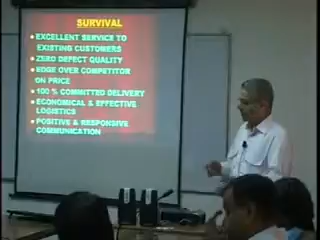 SURVIVAL
EXCELLENT SERVICE TO
EXISTING CUSTOMERS
ZERO DEFECT QUALITY
EDGE OVER COMPETITOR
ON PRICE
100 % COMMITTED DELIVERY
ECONOMICAL & EFFECTIVE
LOGISTICS
POSITIVE & RESPONSIVE
COMMUNICATION